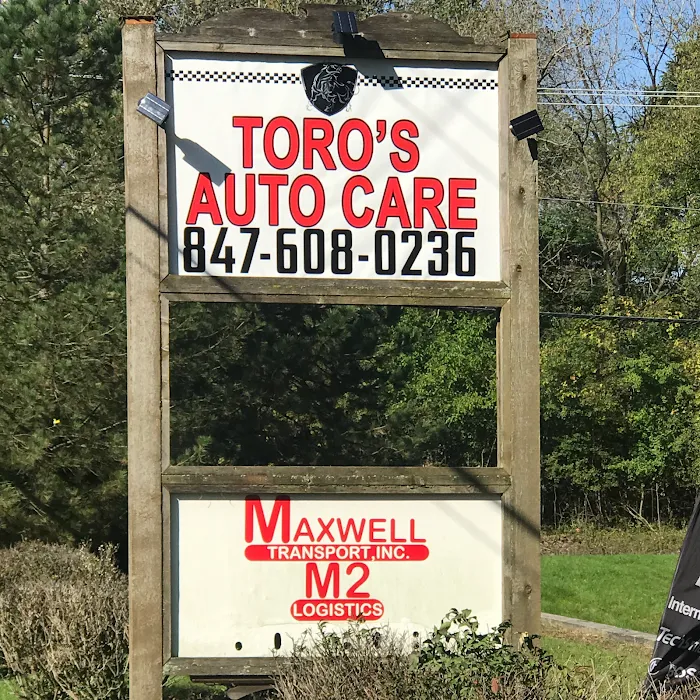 TORO'S
AUTO CARE
847-608-0236
MAXWELL
TRANSPORT, INC.
M2
LOGISTICS